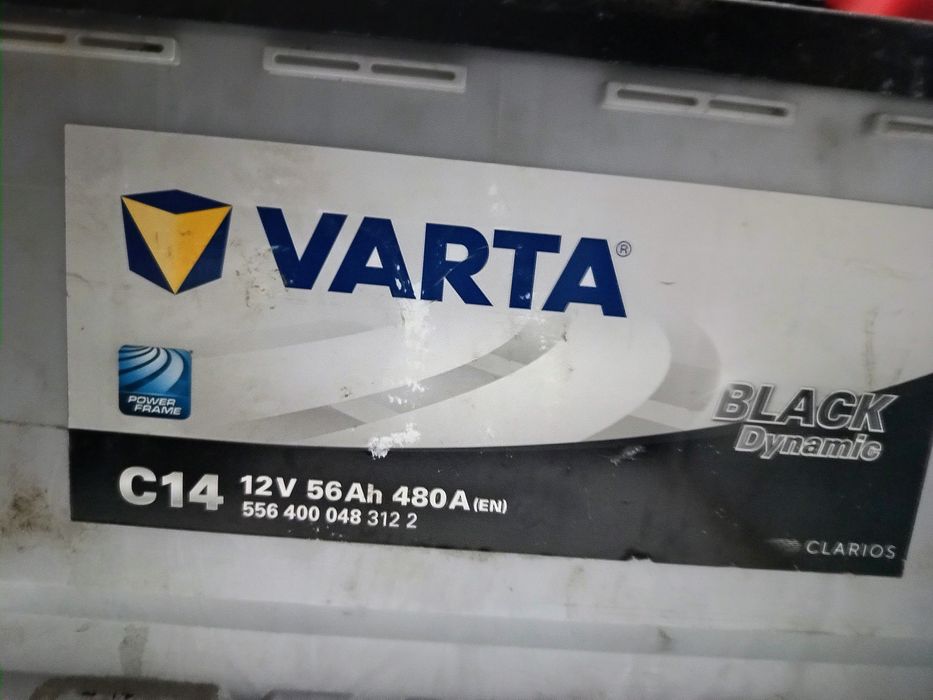 VARTA®
POWER
FRAME
BLACK
Dynamic
C14 12V 56Ah 480A (EN)
556 400 048 312 2
CLARIOS